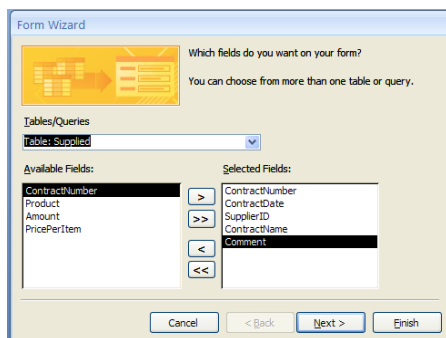 Form Wizard
Which fields do you want on your form?
You can choose from more than one table or query.
Tables/Queries
Table: Supplied
Available Fields:
Selected Fields:
ContractNumber
Product
Amount
PricePerItem
>
>>
<
<<
ContractNumber
ContractDate
SupplierID
ContractName
Comment
Cancel
< Back
Next >
Finish